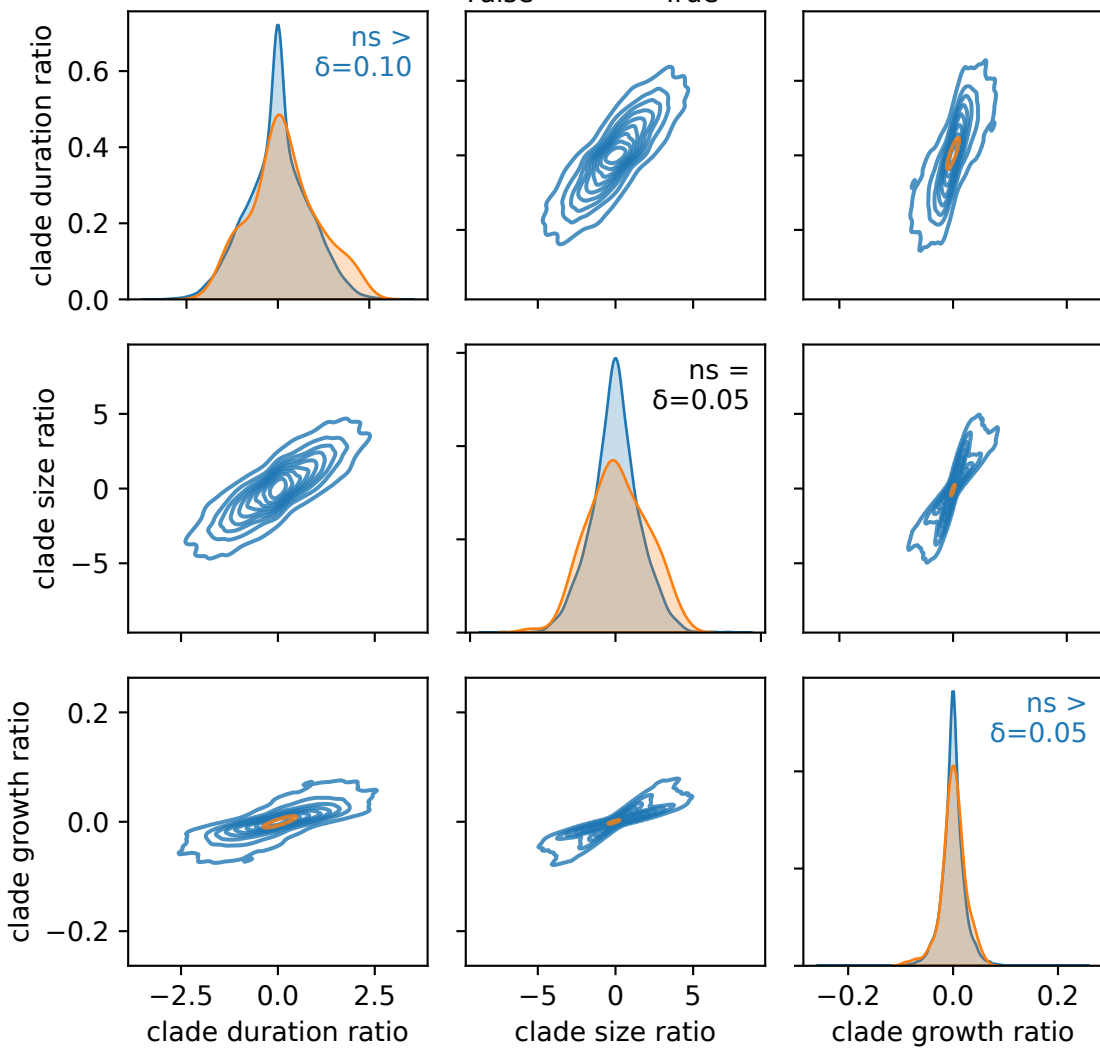 True
clade duration ratio
0.6
0.4
0.2
0.0
ns >
δ=0.10
clade size ratio
5
0
−5
ns =
δ=0.05
clade growth ratio
0.2
0.0
−0.2
ns >
δ=0.05
−2.5 0.0 2.5
−5 0 5
−0.2 0.0 0.2
clade duration ratio
clade size ratio
clade growth ratio